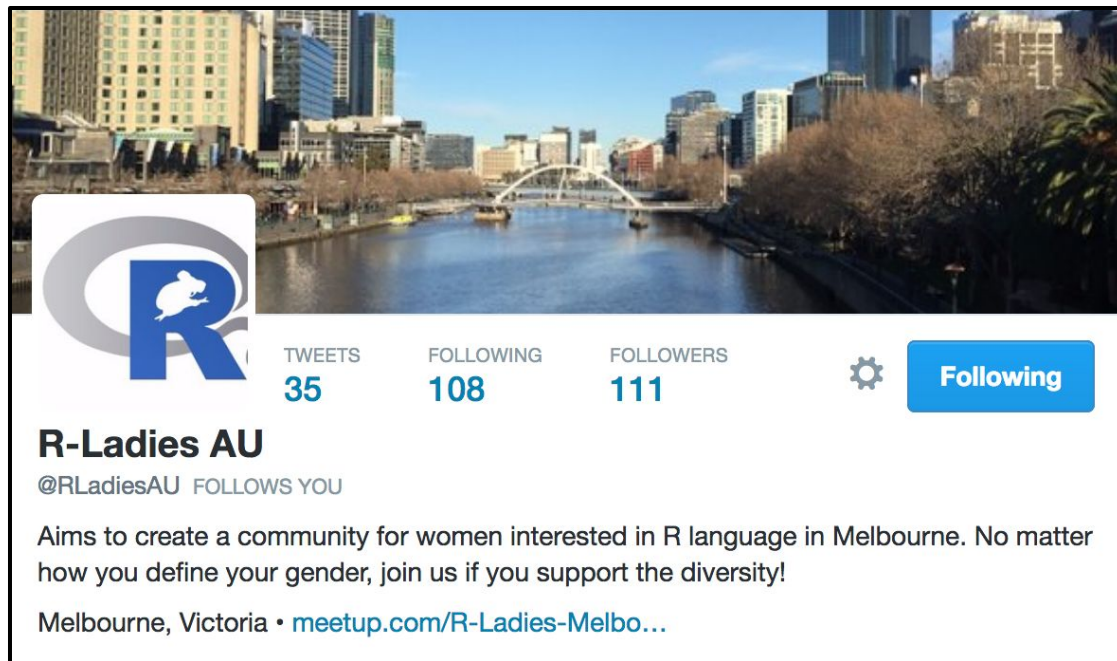 R
TWEETS FOLLOWING FOLLOWERS
35 108 111
Following
R-Ladies AU
@RLadiesAU FOLLOWS YOU
Aims to create a community for women interested in R language in Melbourne. No matter
how you define your gender, join us if you support the diversity!
Melbourne, Victoria • meetup.com/R-Ladies-Melbo…